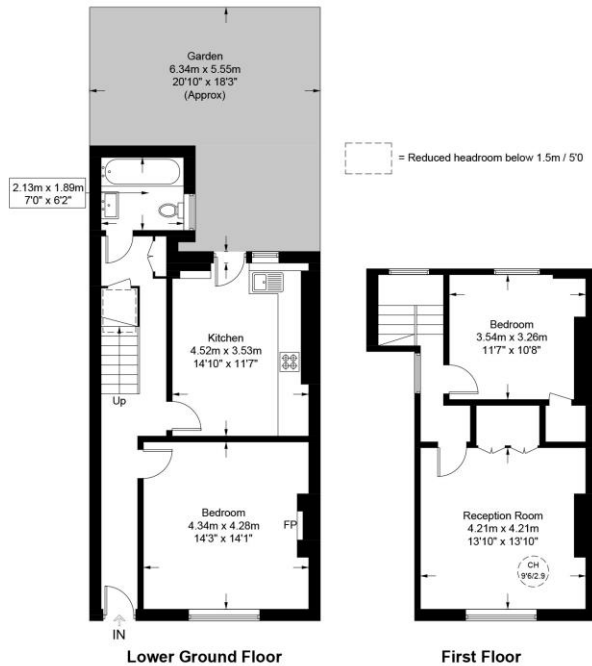 Garden
6.34m x 5.55m
20'10" x 18'3"
(Approx)
= Reduced headroom below 1.5m / 5'0
2.13m x 1.89m
7'0" x 6'2"
Kitchen
4.52m x 3.53m
14'10" x 11'7"
Up
Bedroom
4.34m x 4.28m
14'3" x 14'1"
FP
IN
Lower Ground Floor
Bedroom
3.54m x 3.26m
11'7" x 10'8"
Reception Room
4.21m x 4.21m
13'10" x 13'10"
CH
9'6/2.9
First Floor